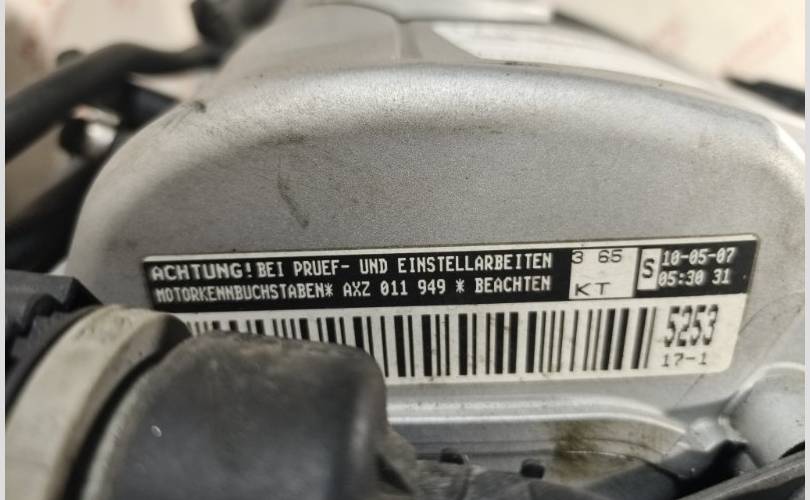 ACHTUNG! BEI PRUEF- UND EINSTELLARBEITEN
MOTORKENNBUCHSTABEN* AXZ 011 949 * BEACHTEN
3 65
KT
S
10-05-07
05:30 31
5253
17-1